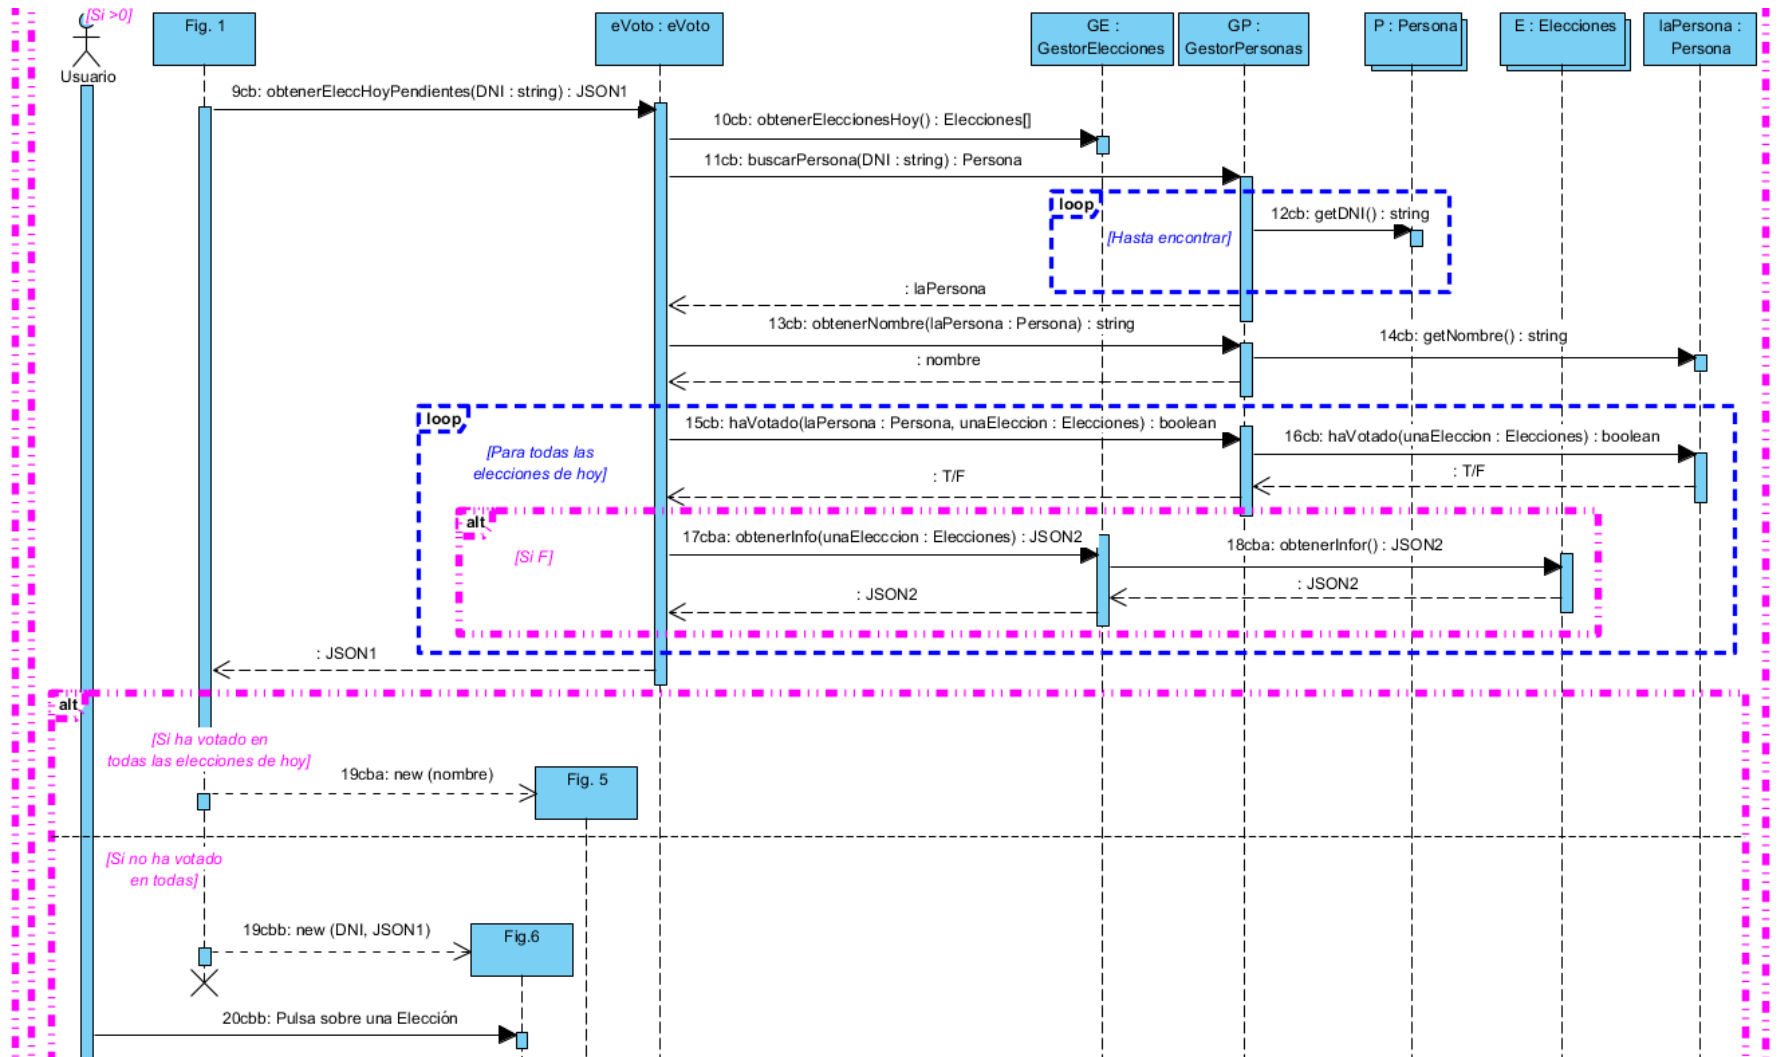 [Si >0]
Usuario
Fig. 1
eVoto : eVoto
GE :
GestorElecciones
GP :
GestorPersonas
P : Persona
E : Elecciones
laPersona :
Persona
9cb: obtenerEleccHoyPendientes(DNI : string) : JSON1
10cb: obtenerEleccionesHoy() : Elecciones[]
11cb: buscarPersona(DNI : string) : Persona
loop
[Hasta encontrar]
12cb: getDNI() : string
: laPersona
13cb: obtenerNombre(laPersona : Persona) : string
14cb: getNombre() : string
: nombre
loop
[Para todas las
elecciones de hoy]
15cb: haVotado(laPersona : Persona, unaEleccion : Elecciones) : boolean
16cb: haVotado(unaEleccion : Elecciones) : boolean
: T/F
: T/F
alt
[Si F]
17cba: obtenerInfo(unaElecccion : Elecciones) : JSON2
18cba: obtenerInfor() : JSON2
: JSON2
: JSON2
: JSON1
alt
[Si ha votado en
todas las elecciones de hoy]
19cba: new (nombre)
Fig. 5
[Si no ha votado
en todas]
19cbb: new (DNI, JSON1)
Fig.6
20cbb: Pulsa sobre una Elección